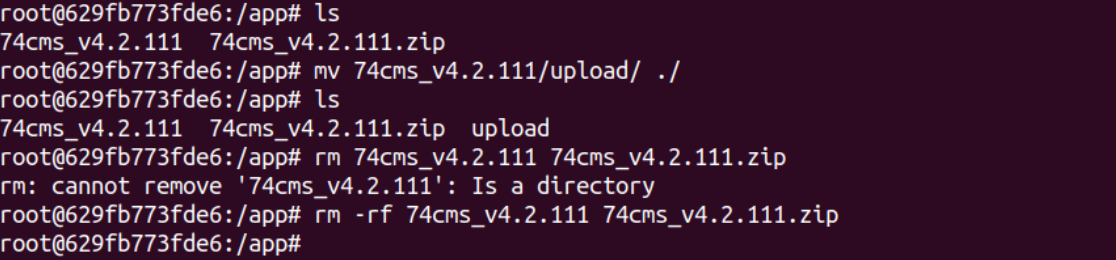 root@629fb773fde6:/app# ls
74cms_v4.2.111  74cms_v4.2.111.zip
root@629fb773fde6:/app# mv 74cms_v4.2.111/upload/ ./
root@629fb773fde6:/app# ls
74cms_v4.2.111  74cms_v4.2.111.zip  upload
root@629fb773fde6:/app# rm 74cms_v4.2.111 74cms_v4.2.111.zip
rm: cannot remove '74cms_v4.2.111': Is a directory
root@629fb773fde6:/app# rm -rf 74cms_v4.2.111 74cms_v4.2.111.zip
root@629fb773fde6:/app#